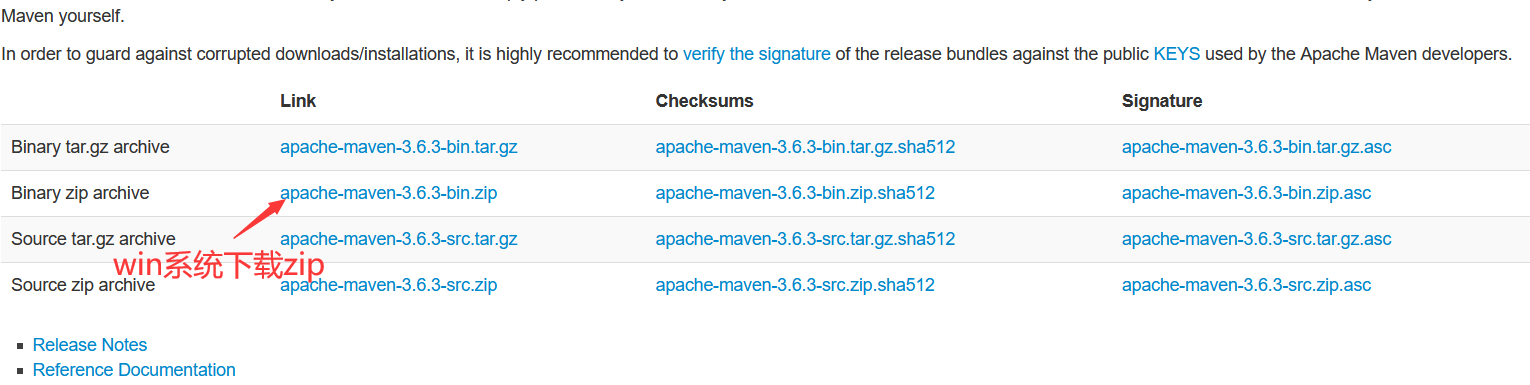 Maven yourself.
In order to guard against corrupted downloads/installations, it is highly recommended to verify the signature of the release bundles against the public KEYS used by the Apache Maven developers.
Link Checksums Signature
Binary tar.gz archive apache-maven-3.6.3-bin.tar.gz apache-maven-3.6.3-bin.tar.gz.sha512 apache-maven-3.6.3-bin.tar.gz.asc
Binary zip archive apache-maven-3.6.3-bin.zip apache-maven-3.6.3-bin.zip.sha512 apache-maven-3.6.3-bin.zip.asc
Source tar.gz archive apache-maven-3.6.3-src.tar.gz apache-maven-3.6.3-src.tar.gz.sha512 apache-maven-3.6.3-src.tar.gz.asc
win系统下载zip
Source zip archive apache-maven-3.6.3-src.zip apache-maven-3.6.3-src.zip.sha512 apache-maven-3.6.3-src.zip.asc
Release Notes
Reference Documentation